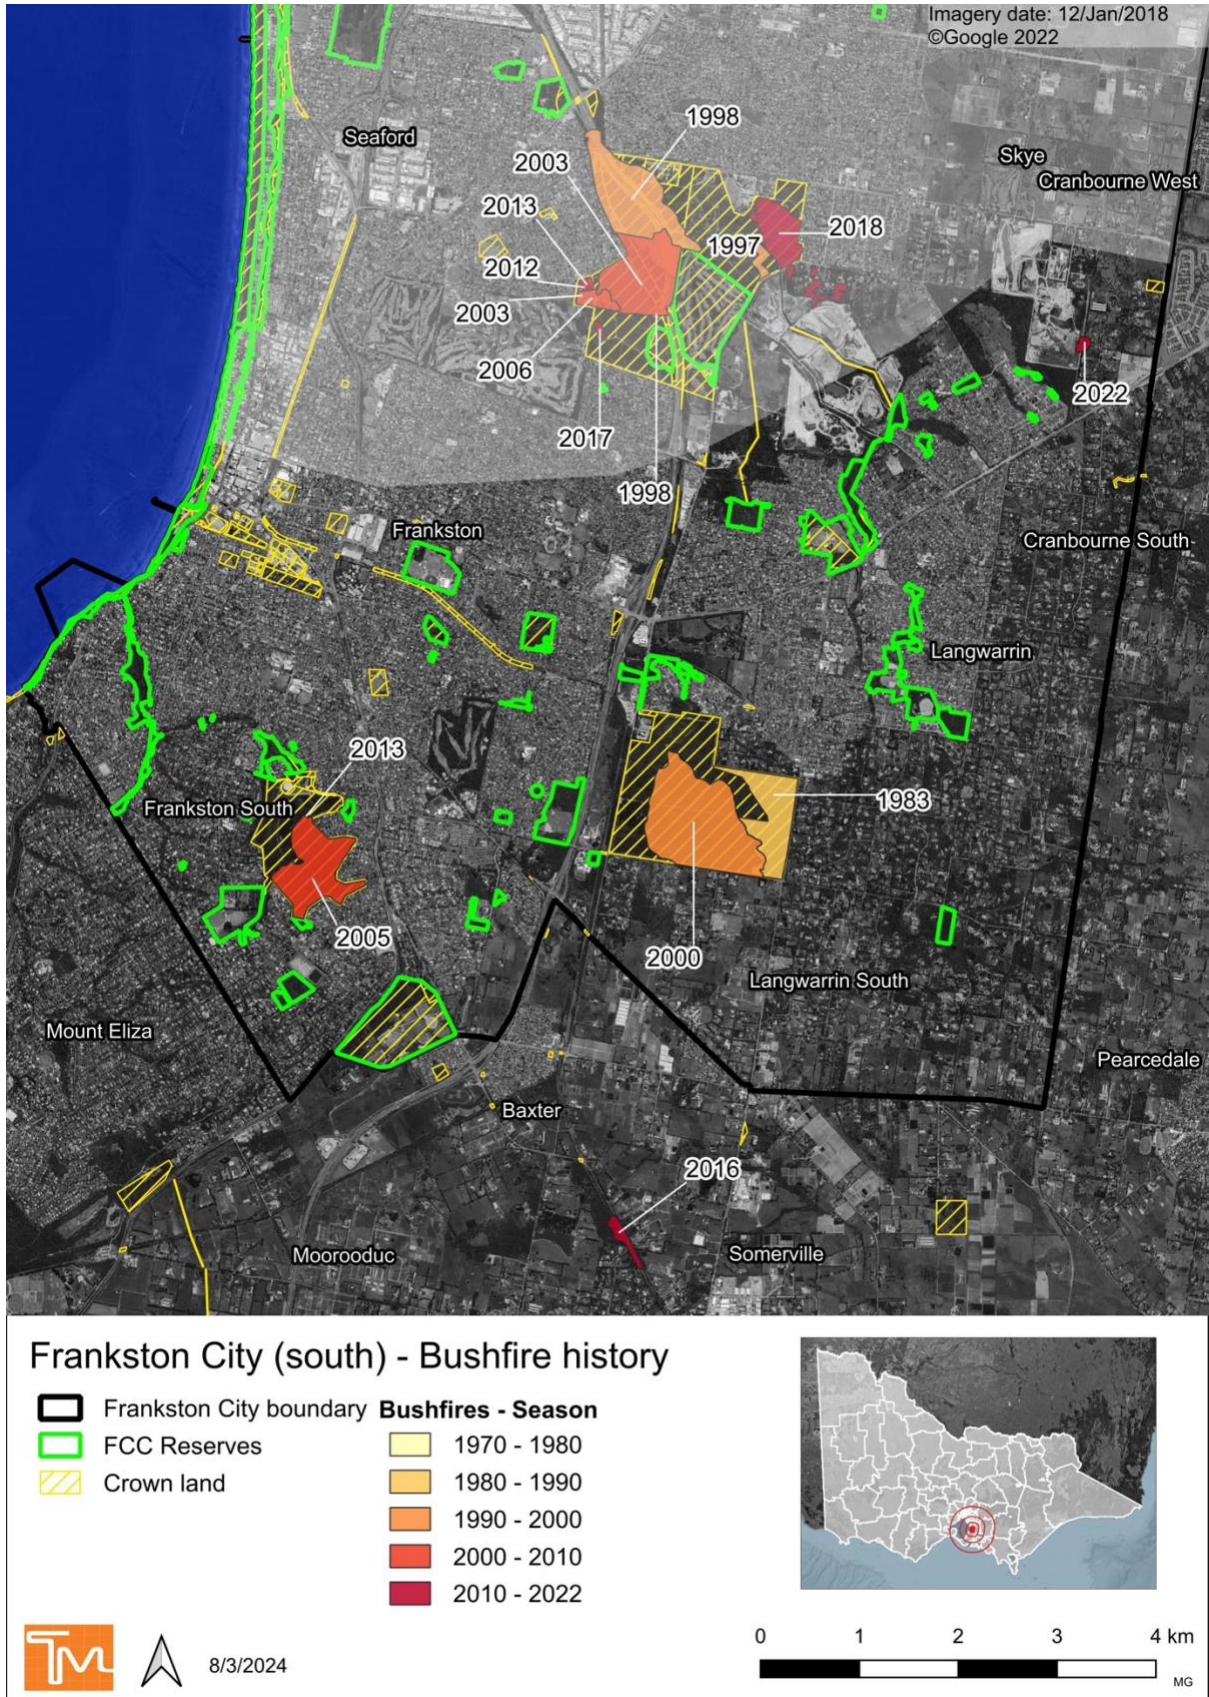 Imagery date: 12/Jan/2018
©Google 2022
1998
Seaford
2003
Skye
Cranbourne West
2013
2018
1997
2012
2003
2006
2022
2017
1998
Frankston
Cranbourne South
Langwarrin
2013
Frankston South
1983
2005
2000
Langwarrin South
Mount Eliza
Pearcedale
Baxter
2016
Moorooduc
Somerville
Frankston City (south) - Bushfire history
Frankston City boundary
FCC Reserves
Crown land
Bushfires - Season
1970 - 1980
1980 - 1990
1990 - 2000
2000 - 2010
2010 - 2022
TM
8/3/2024
0 1 2 3 4 km
MG